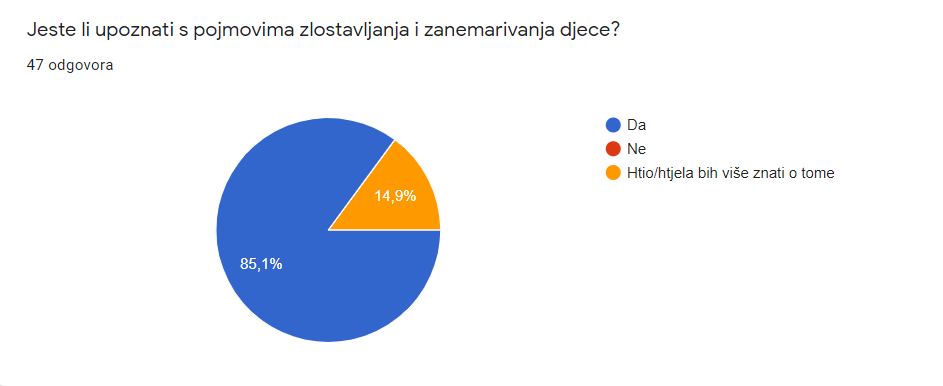 Jeste li upoznati s pojmovima zlostavljanja i zanemarivanja djece?
47 odgovora
Da
Ne
Htio/htjela bih više znati o tome
14,9%
85,1%